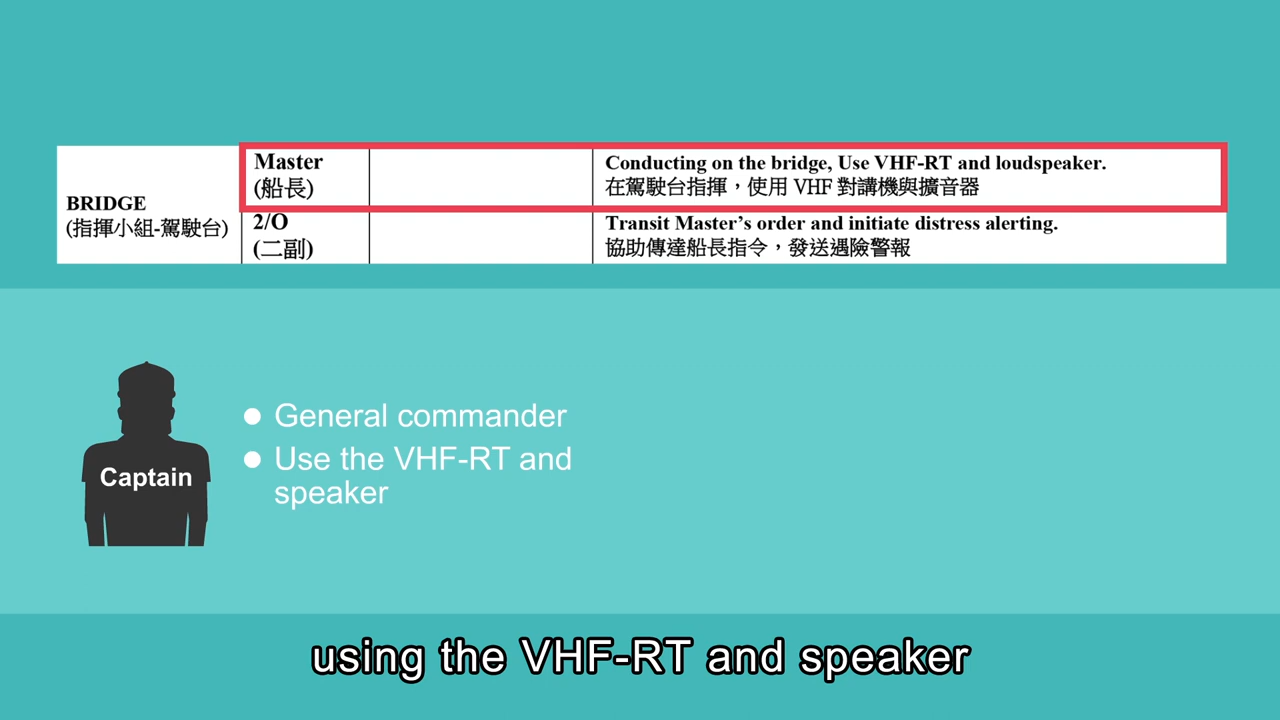 BRIDGE
(指揮小組-駕駛台)
Master
(船長)
Conducting on the bridge, Use VHF-RT and loudspeaker.
在駕駛台指揮，使用 VHF 對講機與擴音器
2/O
(二副)
Transit Master’s order and initiate distress alerting.
協助傳達船長指令，發送遇險警報
Captain
General commander
Use the VHF-RT and
speaker
using the VHF-RT and speaker